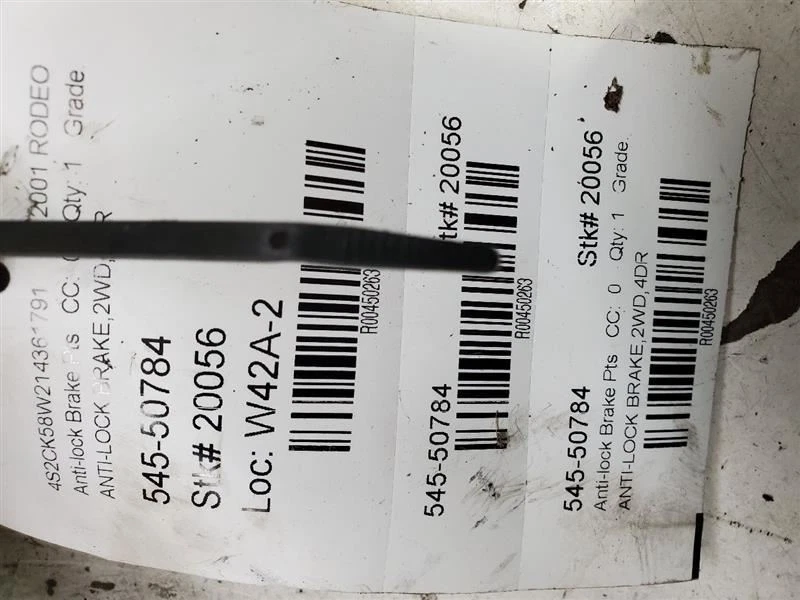 4S2CK58W214361791 2001 RODEO
Anti-lock Brake Pts CC: 0 Qty: 1 Grade
ANTI-LOCK BRAKE,2WD,
545-50784
Stk# 20056
Loc: W42A-2
R00450263
545-50784 Stk# 20056
R00450263
545-50784 Stk# 20056
Anti-lock Brake Pts CC: 0 Qty: 1 Grade
ANTI-LOCK BRAKE,2WD,4DR
R00450263